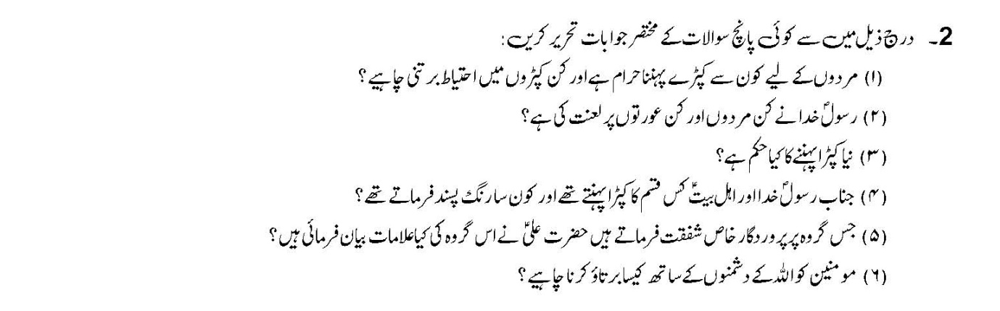 2۔ درج ذیل میں سے کوئی پانچ سوالات کے مختصر جوابات تحریر کریں:
(۱) مردوں کے لیے کون سے کپڑے پہننا حرام ہے اور کن کپڑوں میں احتیاط برتنی چاہیے؟
(۲) رسولؐ خدا نے کن مردوں اور کن عورتوں پر لعنت کی ہے؟
(۳) نیا کپڑا پہننے کا کیا حکم ہے؟
(۴) جناب رسولؐ خدا اور اہل بیتؑ کس قسم کا کپڑا پہنتے تھے اور کون سا رنگ پسند فرماتے تھے؟
(۵) جس گروہ پر پروردگار خاص شفقت فرماتے ہیں حضرت علیؑ نے اس گروہ کی کیا علامات بیان فرمائی ہیں؟
(۶) مومنین کو اللہ کے دشمنوں کے ساتھ کیسا برتاؤ کرنا چاہیے؟